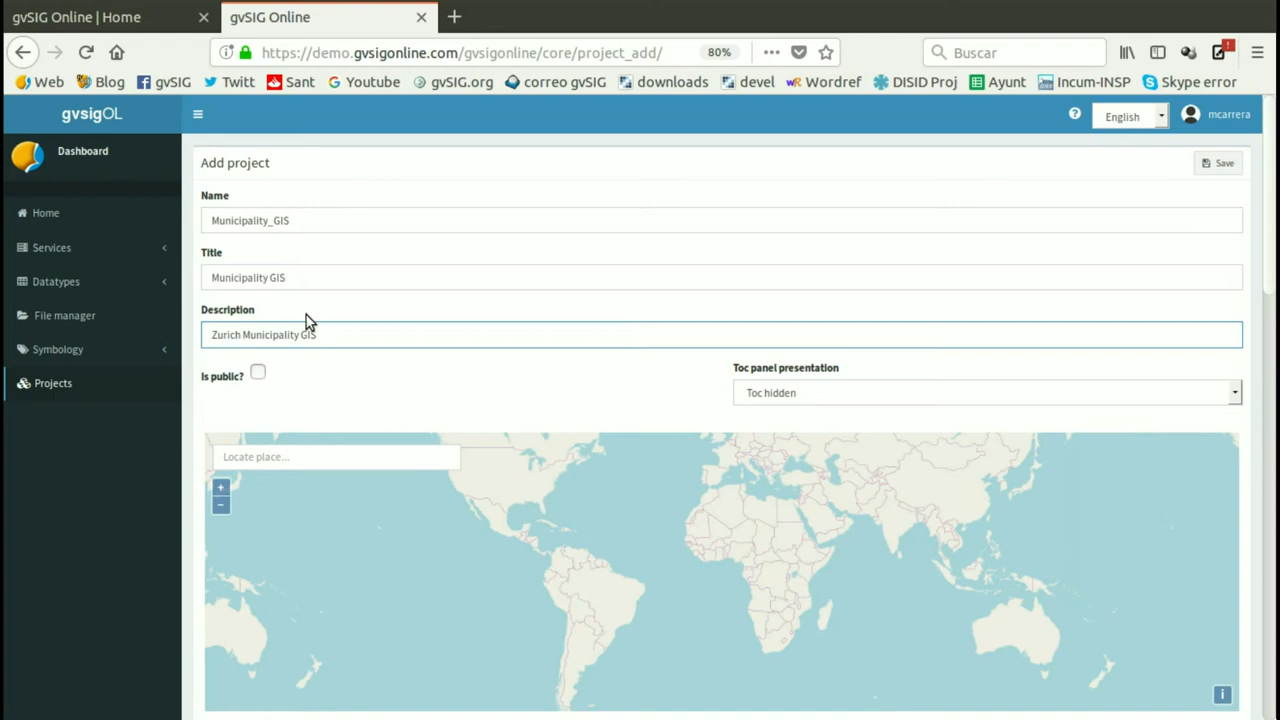 gvSIG Online | Home
gvSIG Online
https://demo.gvsigonline.com/gvsigonline/core/project_add/
80%
Buscar
Web
Blog
gvSIG
Twitt
Sant
Youtube
gvSIG.org
correo gvSIG
downloads
devel
Wordref
DISID Proj
Ayunt
Incum-INSP
Skype error
gvsigOL
English
mcarrera
Dashboard
Home
Services
Datatypes
File manager
Symbology
Projects
Add project
Save
Name
Municipality_GIS
Title
Municipality GIS
Description
Zurich Municipality GIS
Is public?
Toc panel presentation
Toc hidden
Locate place...
+
−
i